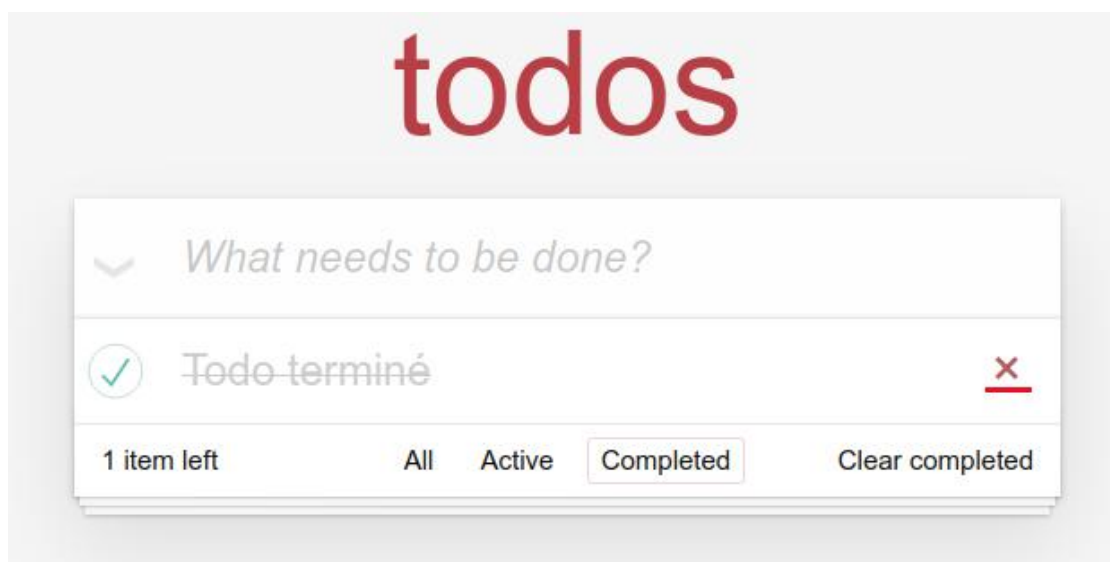 todos
What needs to be done?
Todo terminé ×
1 item left All Active Completed Clear completed